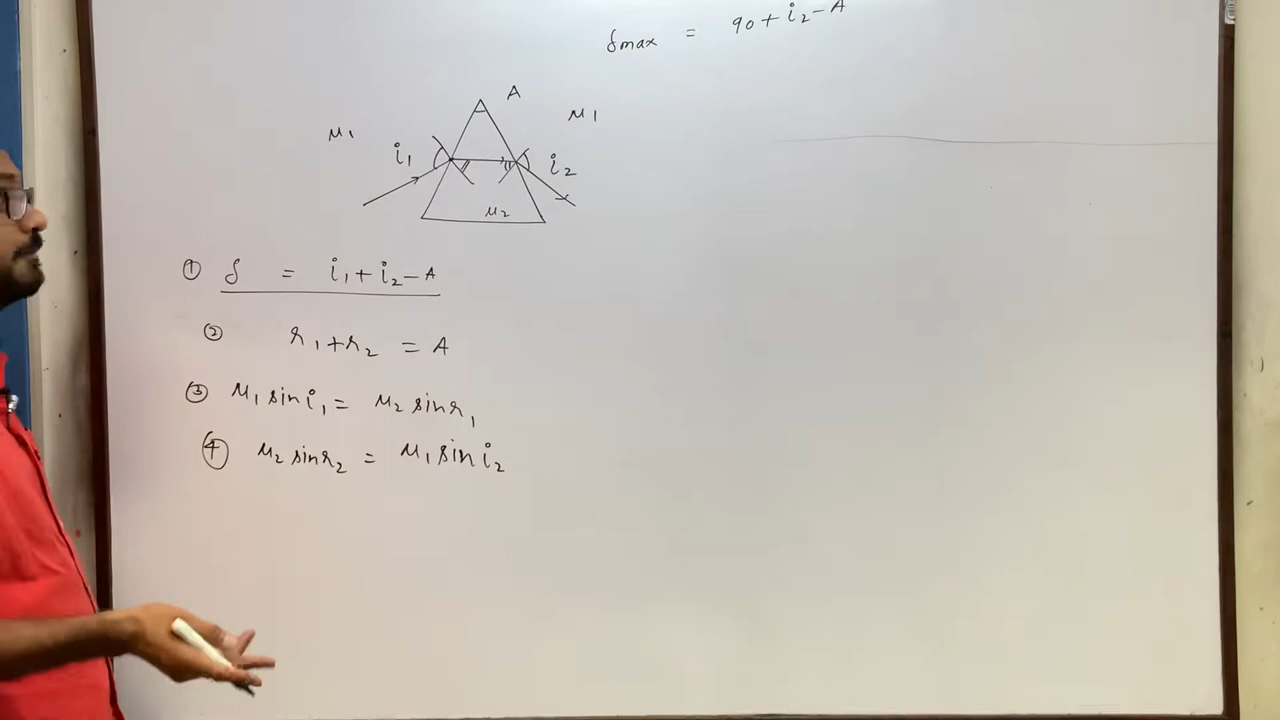 δmax = 90 + i₂ - A
A
μ₁
μ₁
i₁
i₂
μ₂
① δ = i₁ + i₂ - A
② r₁ + r₂ = A
③ μ₁ sin i₁ = μ₂ sin r₁
④ μ₂ sin r₂ = μ₁ sin i₂